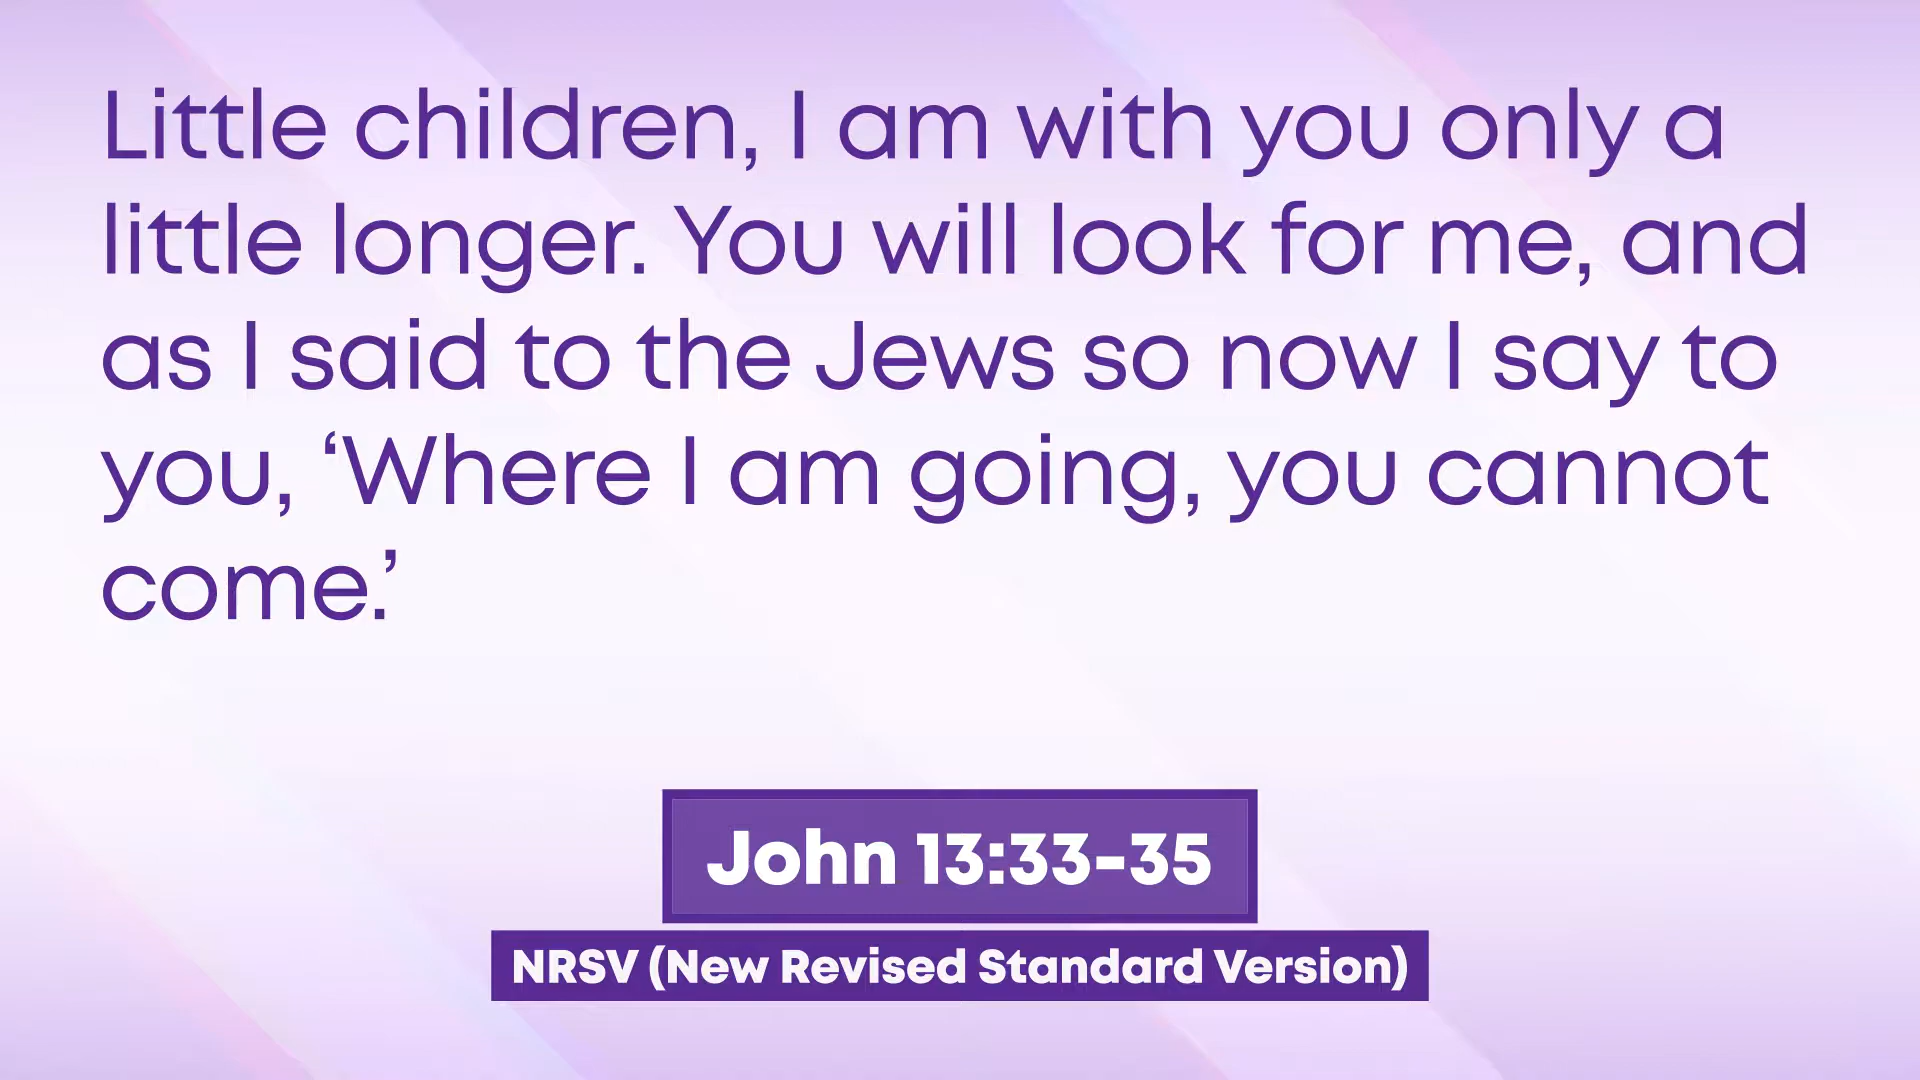 Little children, I am with you only a
little longer. You will look for me, and
as I said to the Jews so now I say to
you, ‘Where I am going, you cannot
come.’
John 13:33-35
NRSV (New Revised Standard Version)